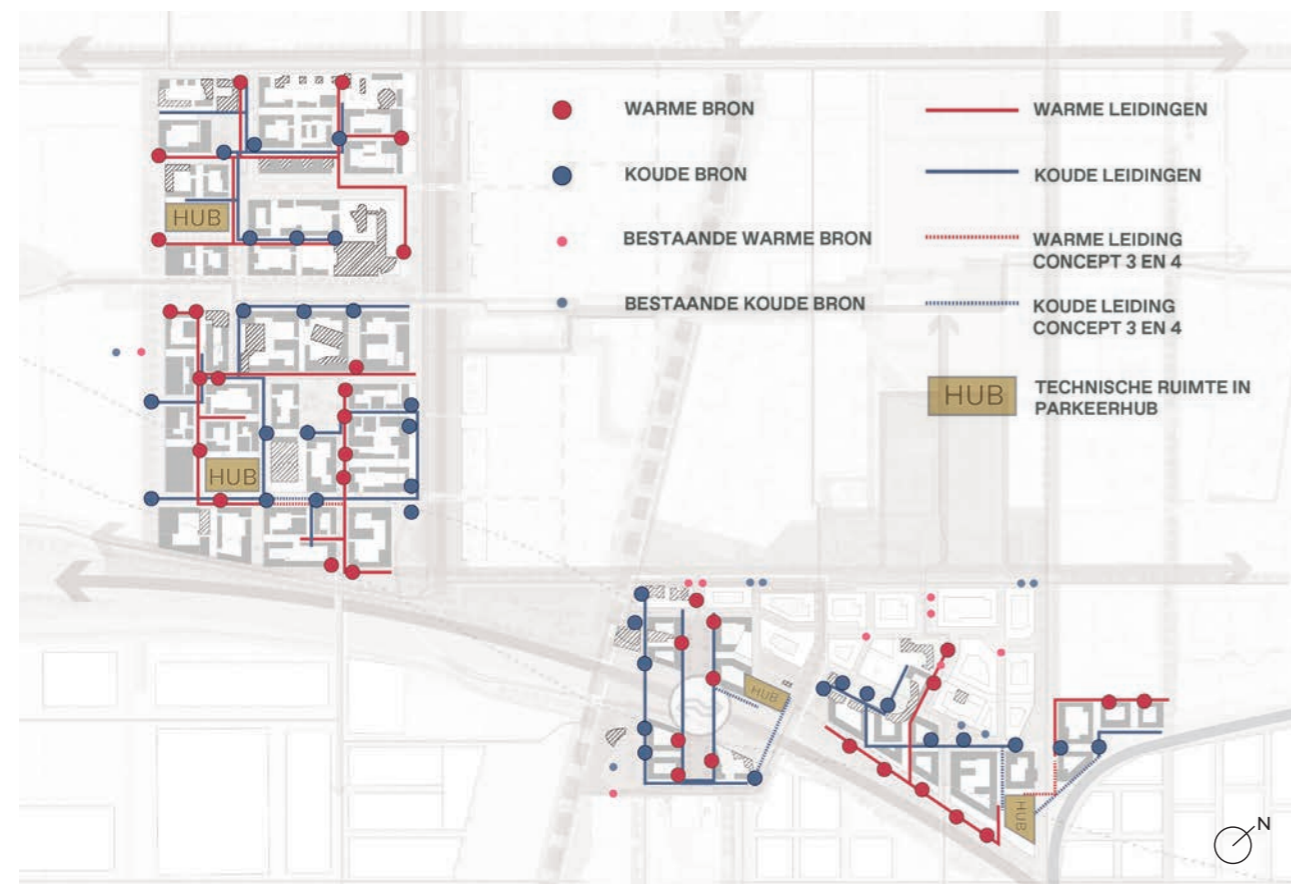 WARME BRON
KOUDE BRON
BESTAANDE WARME BRON
BESTAANDE KOUDE BRON
WARME LEIDINGEN
KOUDE LEIDINGEN
WARME LEIDING
CONCEPT 3 EN 4
KOUDE LEIDING
CONCEPT 3 EN 4
HUB
TECHNISCHE RUIMTE IN
PARKEERHUB
HUB
HUB
HUB
HUB
N